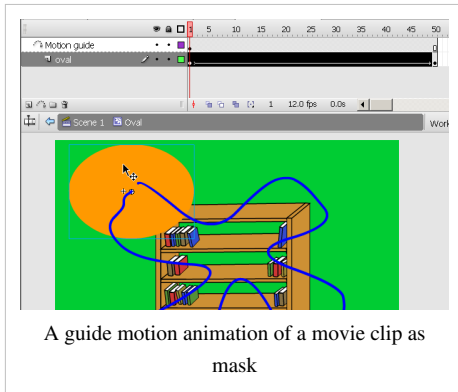 1 5 10 15 20 25 30 35 40 45 50
Motion guide
oval
1 12.0 fps 0.0s
Scene 1 Oval Work
A guide motion animation of a movie clip as
mask